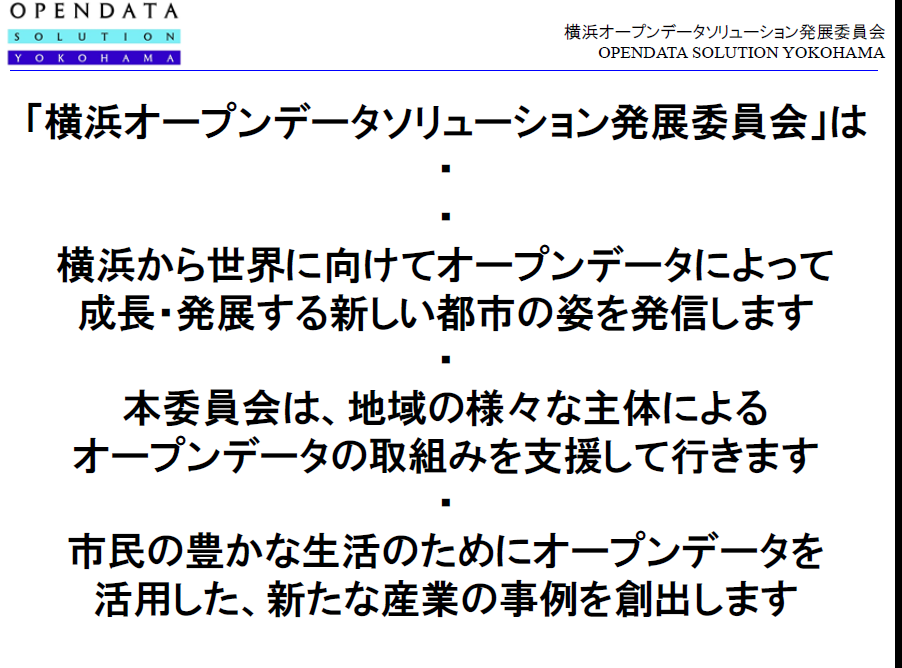 OPENDATA
SOLUTION
YOKOHAMA
横浜オープンデータソリューション発展委員会
OPENDATA SOLUTION YOKOHAMA
「横浜オープンデータソリューション発展委員会」は
・
・
横浜から世界に向けてオープンデータによって
成長・発展する新しい都市の姿を発信します
・
本委員会は、地域の様々な主体による
オープンデータの取組みを支援して行きます
・
市民の豊かな生活のためにオープンデータを
活用した、新たな産業の事例を創出します